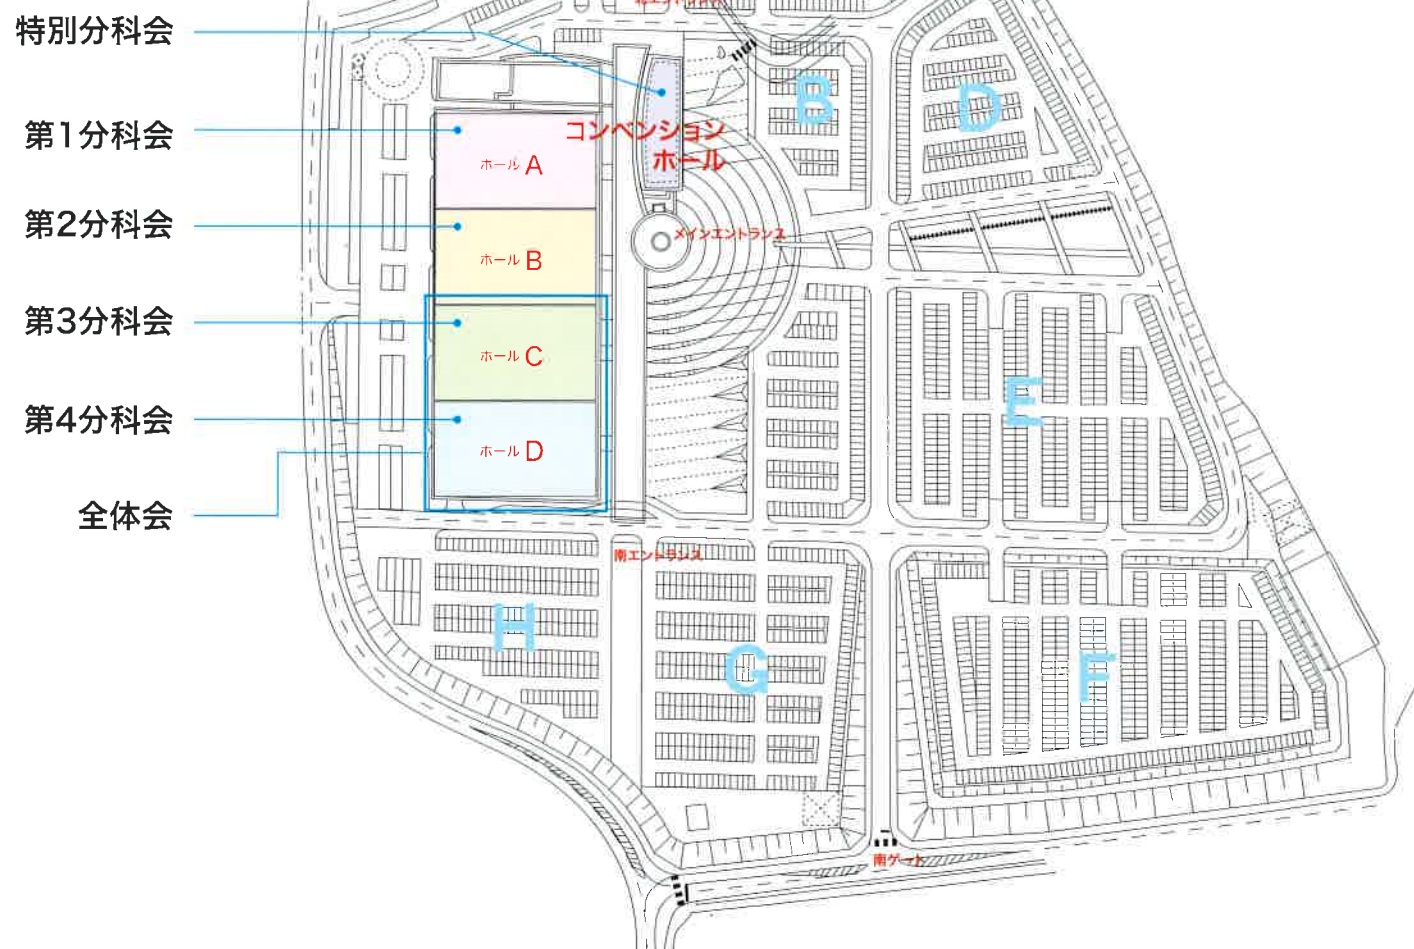 特別分科会
第1分科会
第2分科会
第3分科会
第4分科会
全体会
ホール A
ホール B
ホール C
ホール D
コンベンション
ホール
メインエントランス
南エントランス
南ゲート
B
D
E
F
G
H